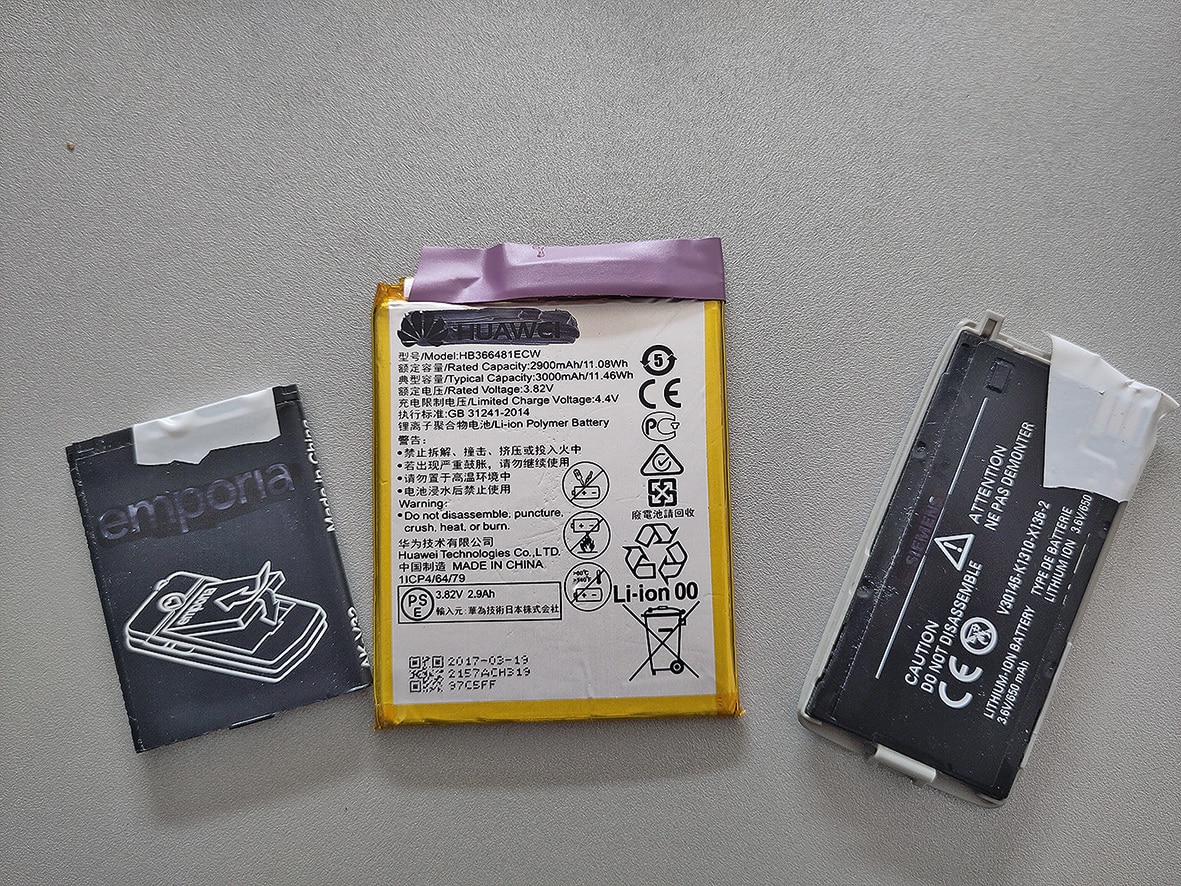 emporia
Made in China
HUAWEI
型号/Model:HB366481ECW
额定容量/Rated Capacity:2900mAh/11.08Wh
典型容量/Typical Capacity:3000mAh/11.46Wh
额定电压/Rated Voltage:3.82V
充电限制电压/Limited Charge Voltage:4.4V
执行标准:GB 31241-2014
锂离子聚合物电池/Li-ion Polymer Battery
警告:
•禁止拆解、撞击、挤压或投入火中
•若出现严重鼓胀，请勿继续使用
•请勿置于高温环境中
•电池浸水后禁止使用
Warning:
•Do not disassemble, puncture,
crush, heat, or burn.
华为技术有限公司
Huawei Technologies Co.,LTD.
中国制造 MADE IN CHINA
1ICP4/64/79
PSE
3.82V 2.9Ah
輸入元:華為技術日本株式会社
2017-03-19
2157ACH319
97C5FF
5
CE
廢電池請回收
Li-ion 00
SIEMENS
CAUTION
DO NOT DISASSEMBLE
ATTENTION
NE PAS DEMONTER
CE
V30145-K1310-X136-2
LITHIUM-ION BATTERY
3.6V/650 mAh
TYPE DE BATTERIE
LITHIUM ION 3.6V/650